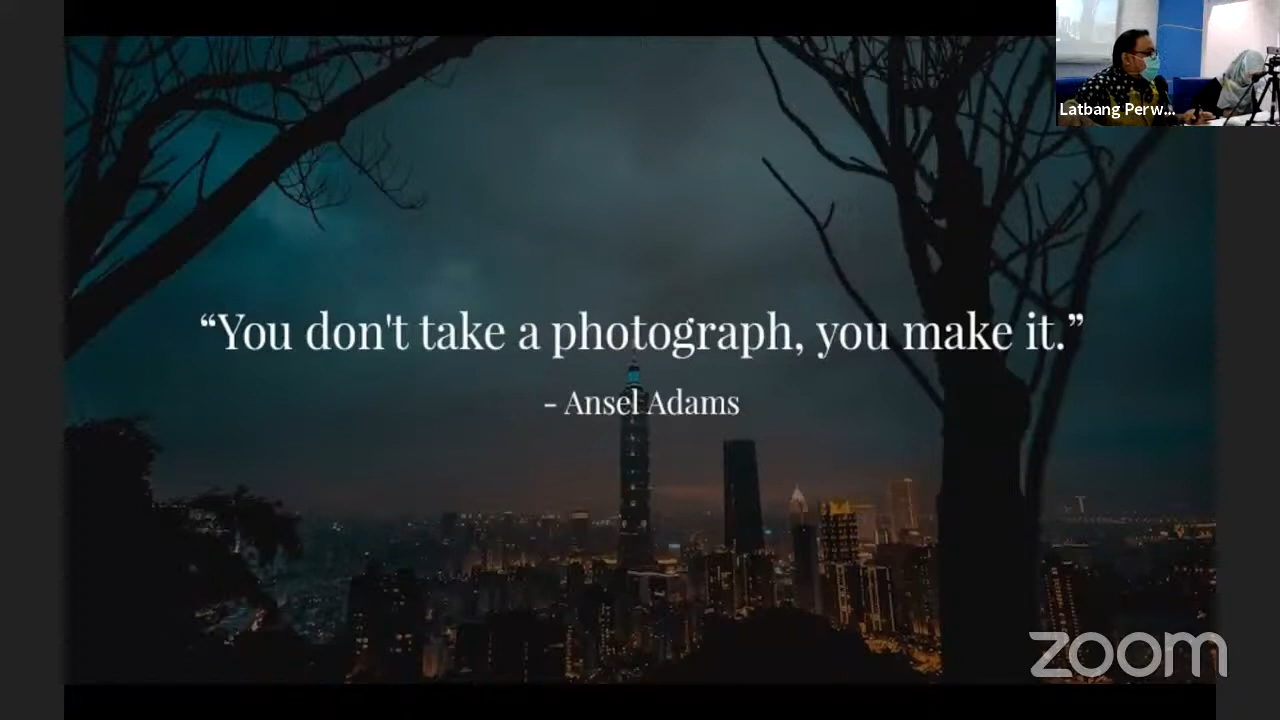 Latbang Perw...
“You don't take a photograph, you make it.”
- Ansel Adams
zoom